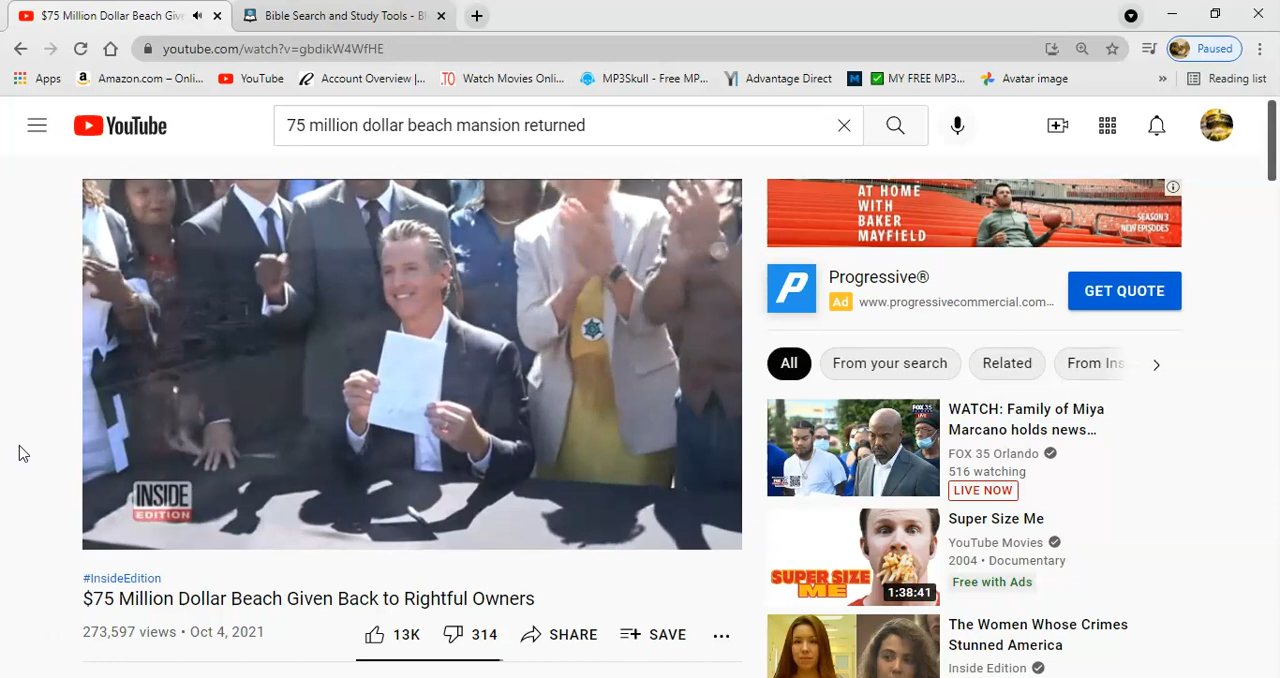 $75 Million Dollar Beach Giv
Bible Search and Study Tools - Bl
youtube.com/watch?v=gbdikW4WfHE
Paused
Apps
Amazon.com – Onli...
YouTube
Account Overview |...
TO
Watch Movies Onli...
MP3Skull - Free MP...
Advantage Direct
M
MY FREE MP3...
Avatar image
»
Reading list
YouTube
75 million dollar beach mansion returned
INSIDE
EDITION
#InsideEdition
$75 Million Dollar Beach Given Back to Rightful Owners
273,597 views • Oct 4, 2021
13K
314
SHARE
SAVE
AT HOME
WITH
BAKER
MAYFIELD
SEASON 3
NEW EPISODES
Progressive®
Ad
www.progressivecommercial.com...
GET QUOTE
All
From your search
Related
From Ins
FOX 35
LIVE
WATCH: Family of Miya
Marcano holds news...
FOX 35 Orlando
516 watching
LIVE NOW
SUPER SIZE
ME
1:38:41
Super Size Me
YouTube Movies
2004 • Documentary
Free with Ads
The Women Whose Crimes
Stunned America
Inside Edition